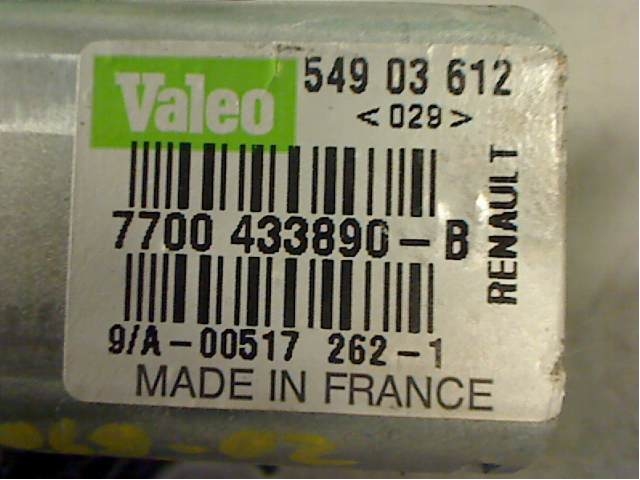 Valeo
549 03 612
<029>
7700 433890-B
RENAULT
9/A-00517 262-1
MADE IN FRANCE